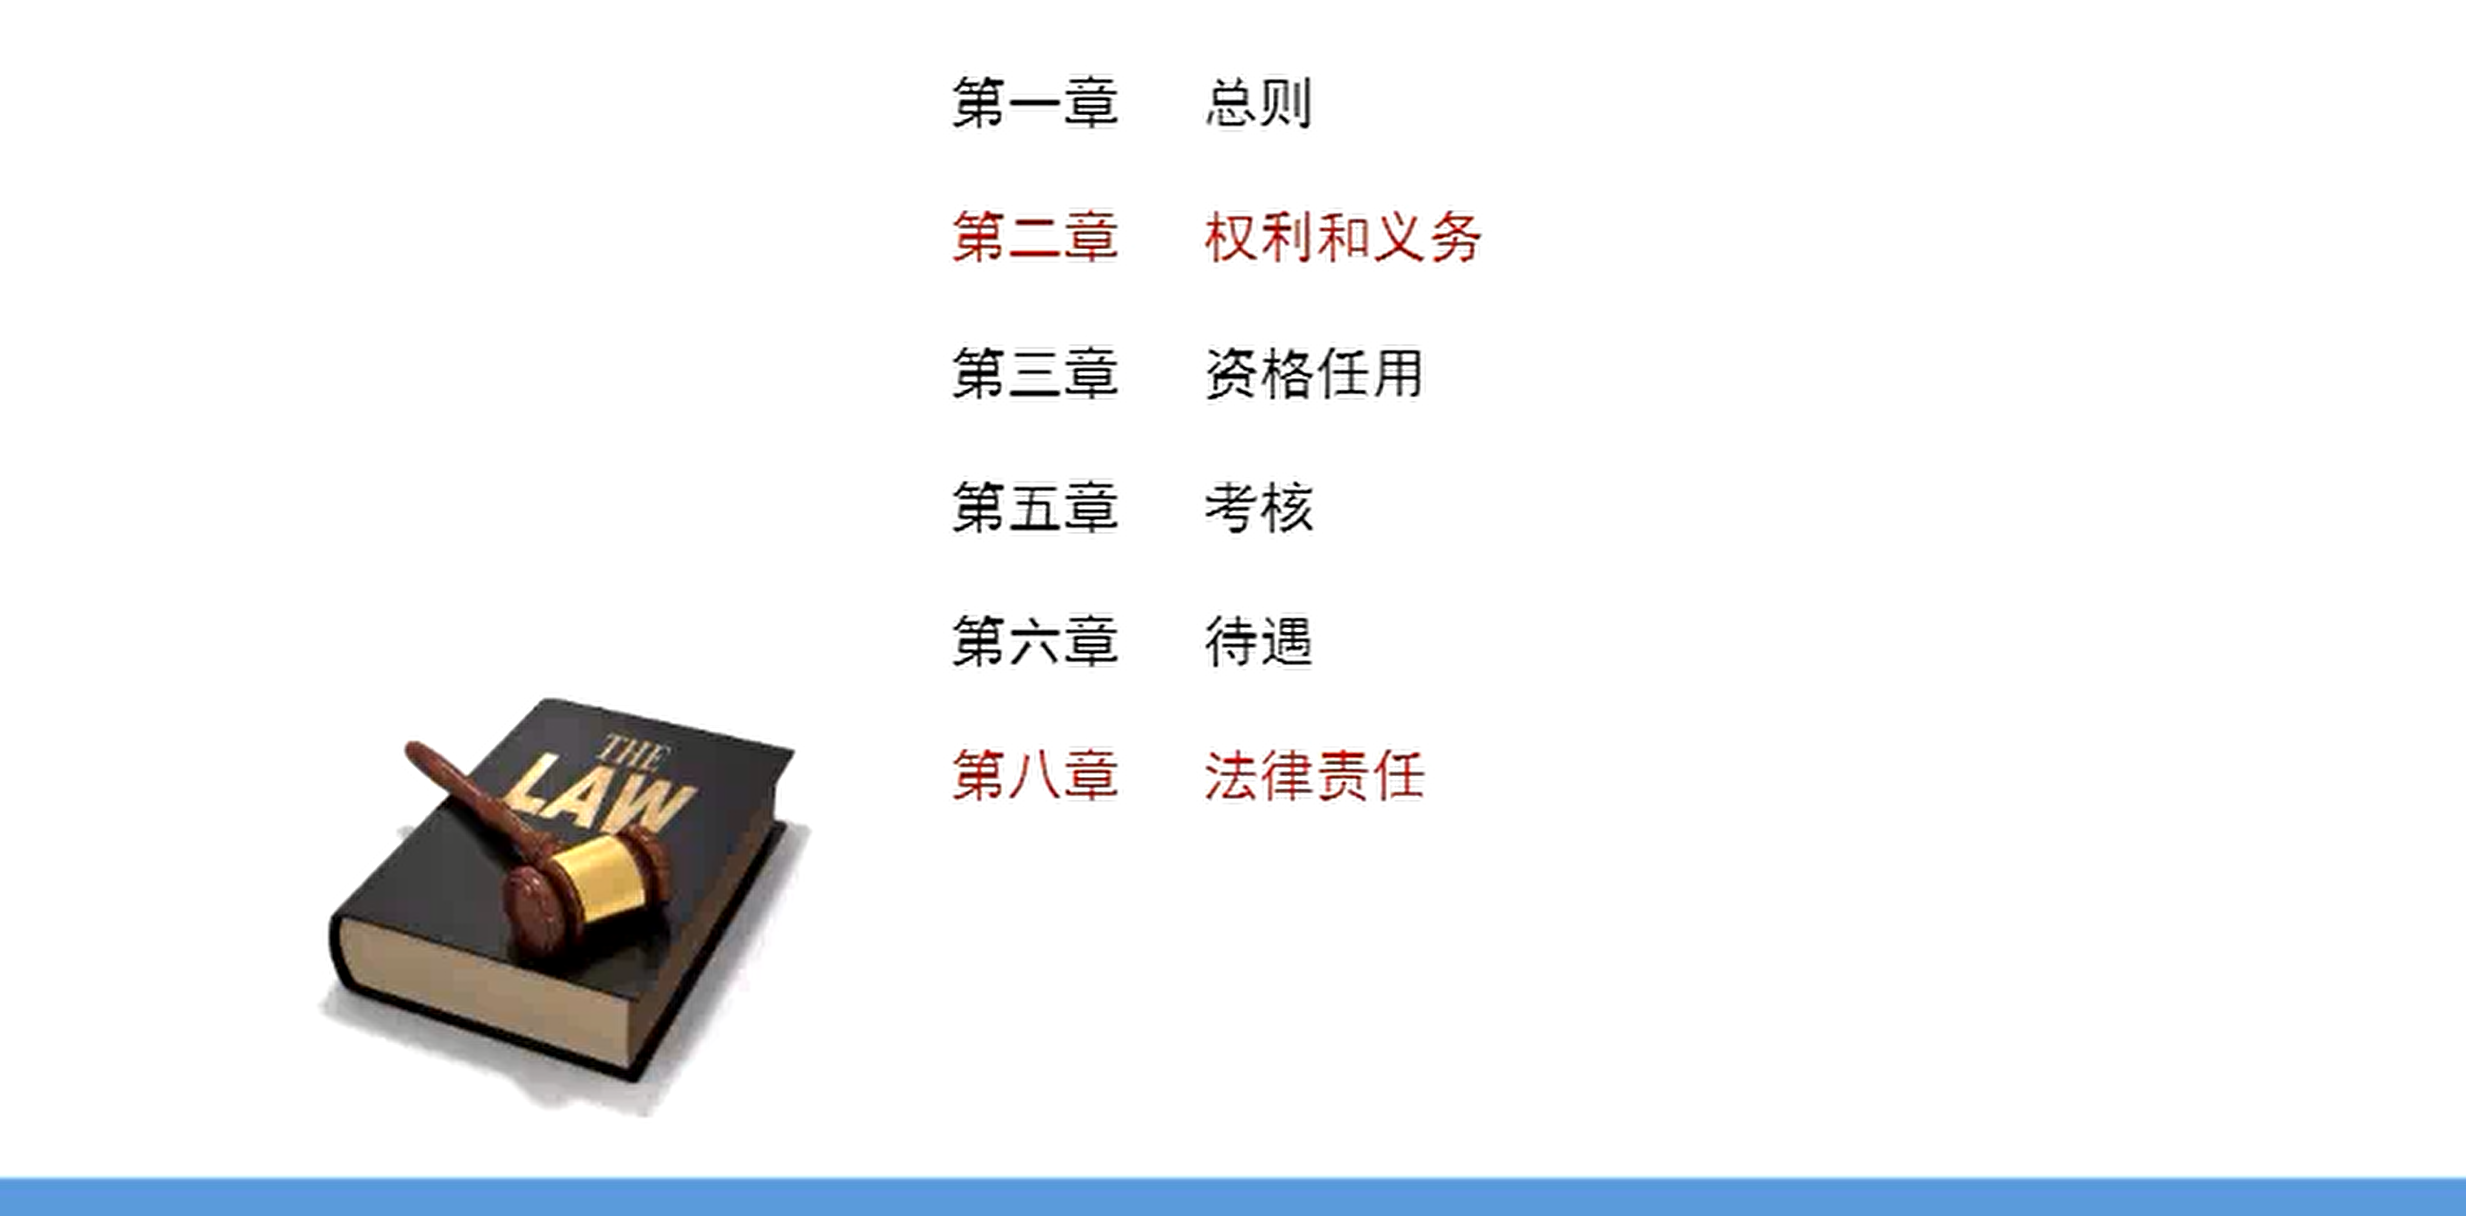 第一章 总则
第二章 权利和义务
第三章 资格任用
第五章 考核
第六章 待遇
第八章 法律责任
THE
LAW